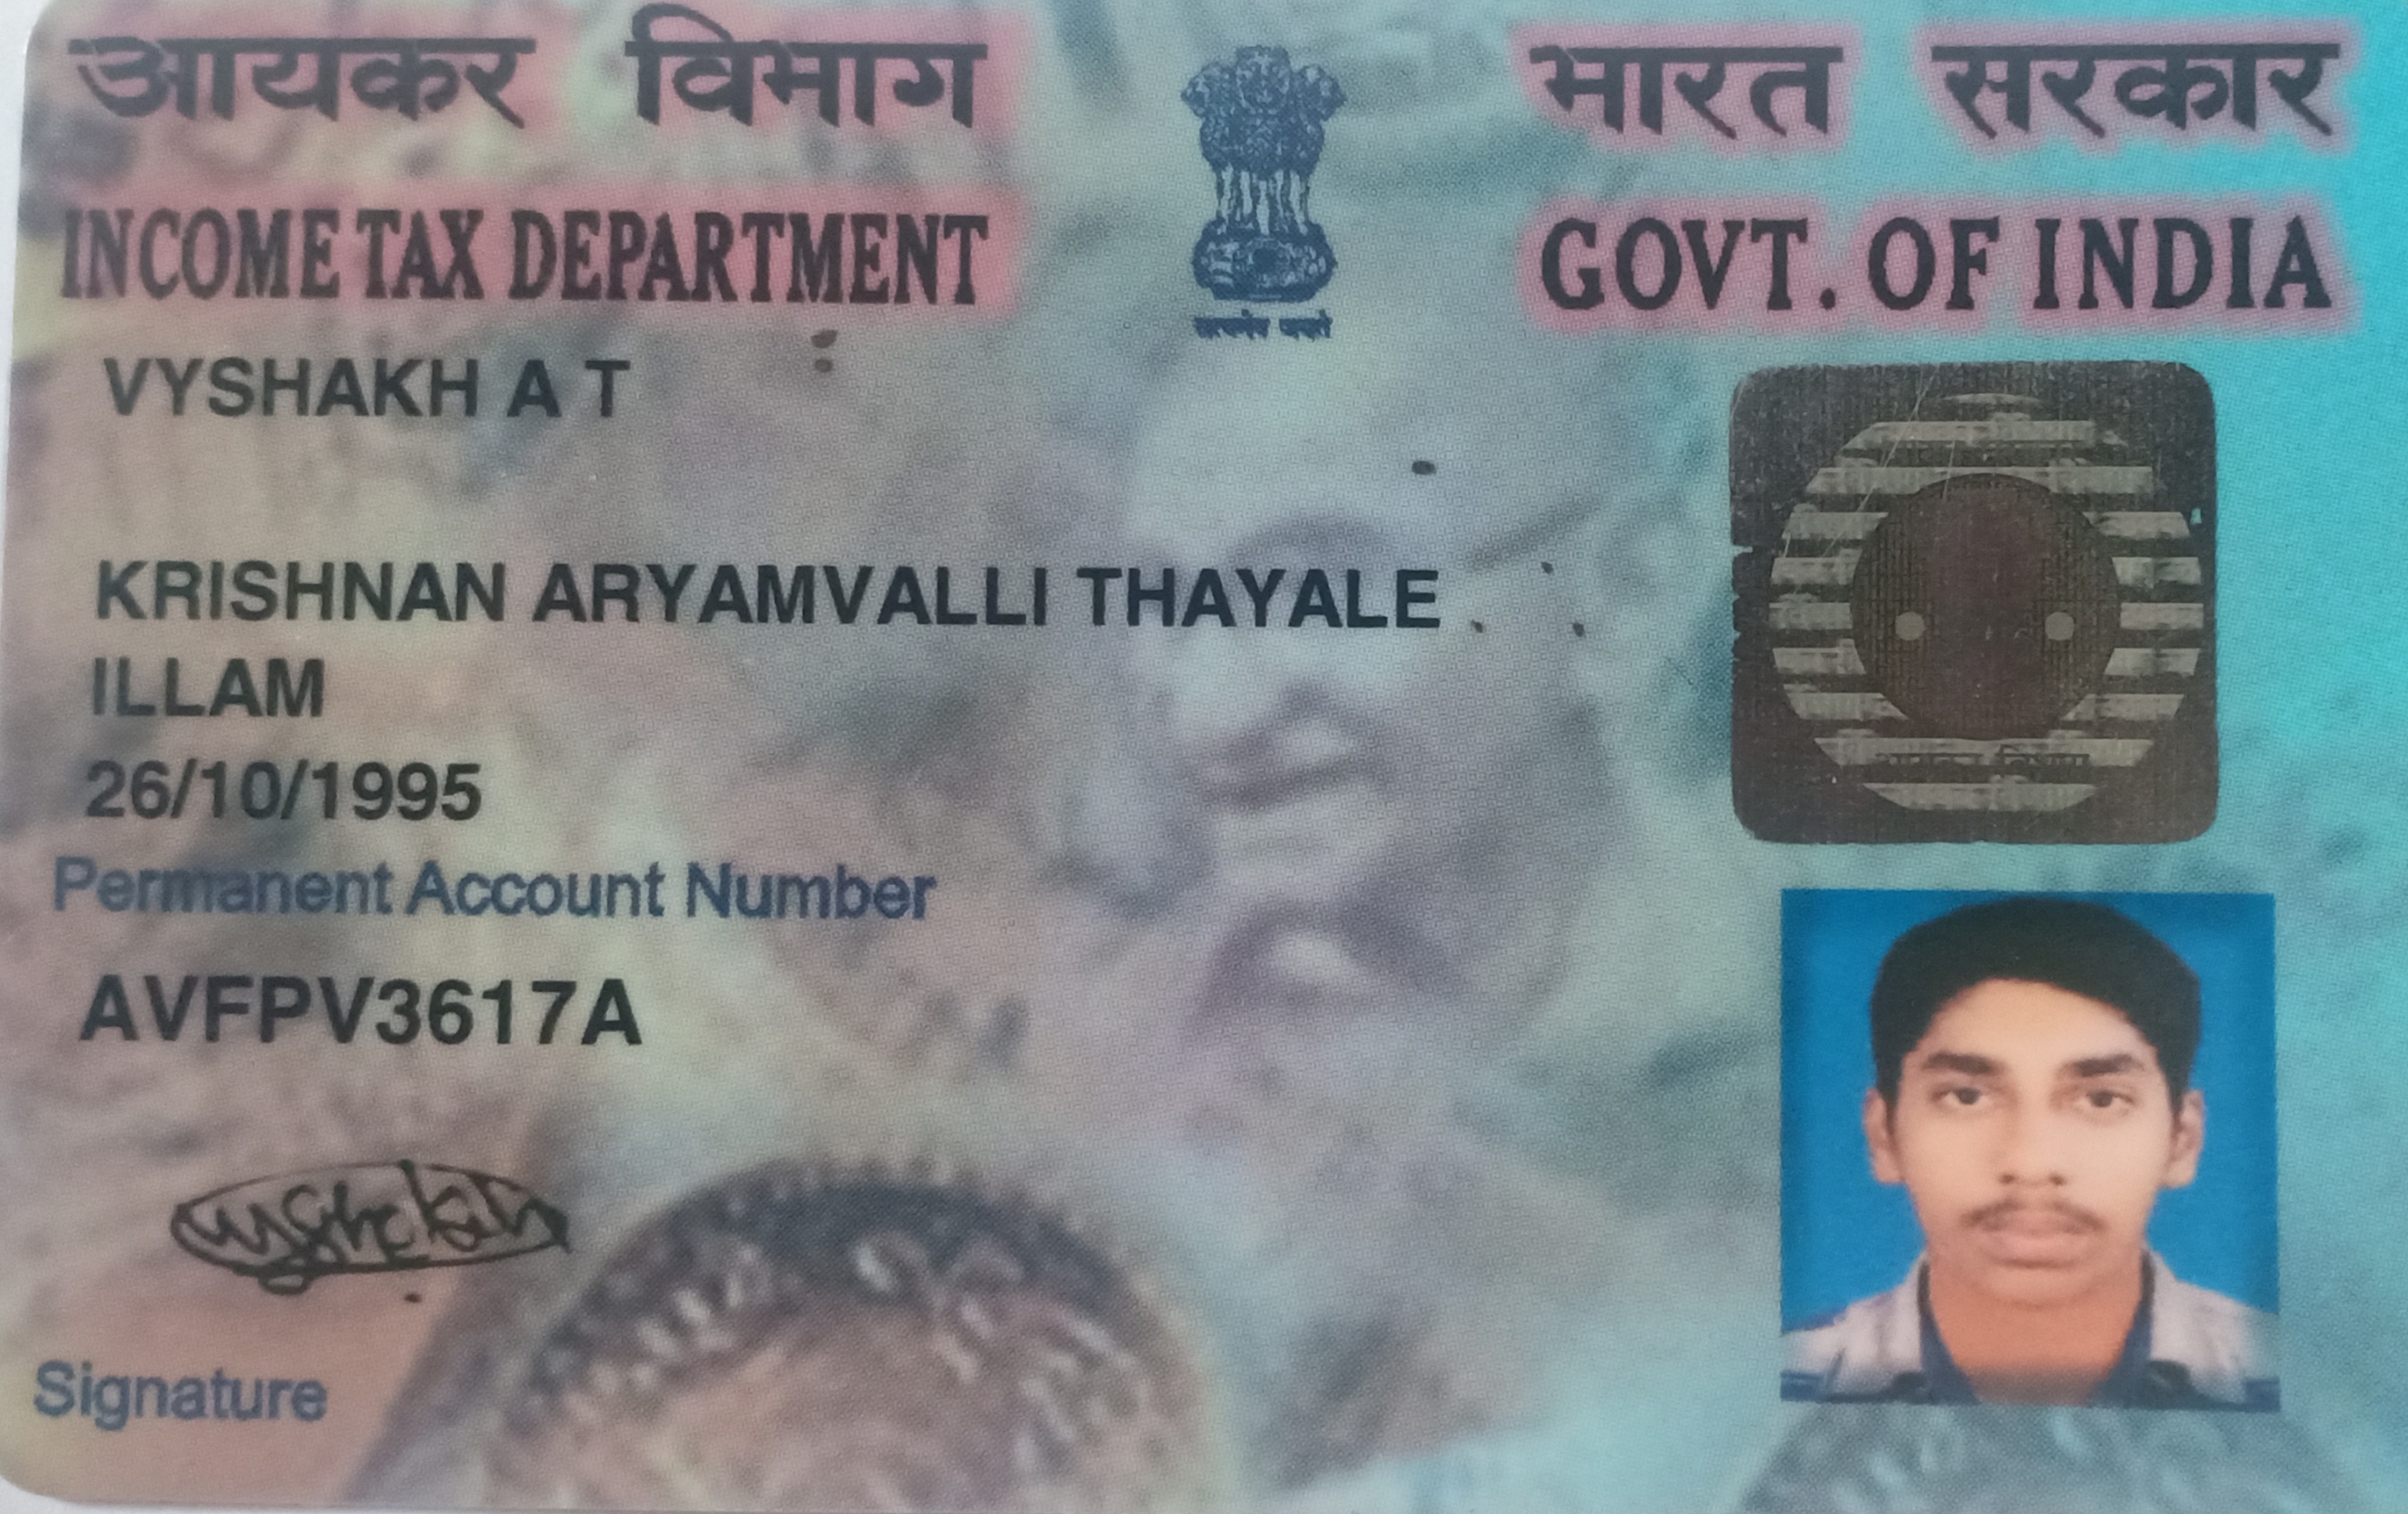 आयकर विभाग
INCOME TAX DEPARTMENT
भारत सरकार
GOVT. OF INDIA
सत्यमेव जयते
VYSHAKH A T
KRISHNAN ARYAMVALLI THAYALE
ILLAM
26/10/1995
Permanent Account Number
AVFPV3617A
vyshakh
Signature